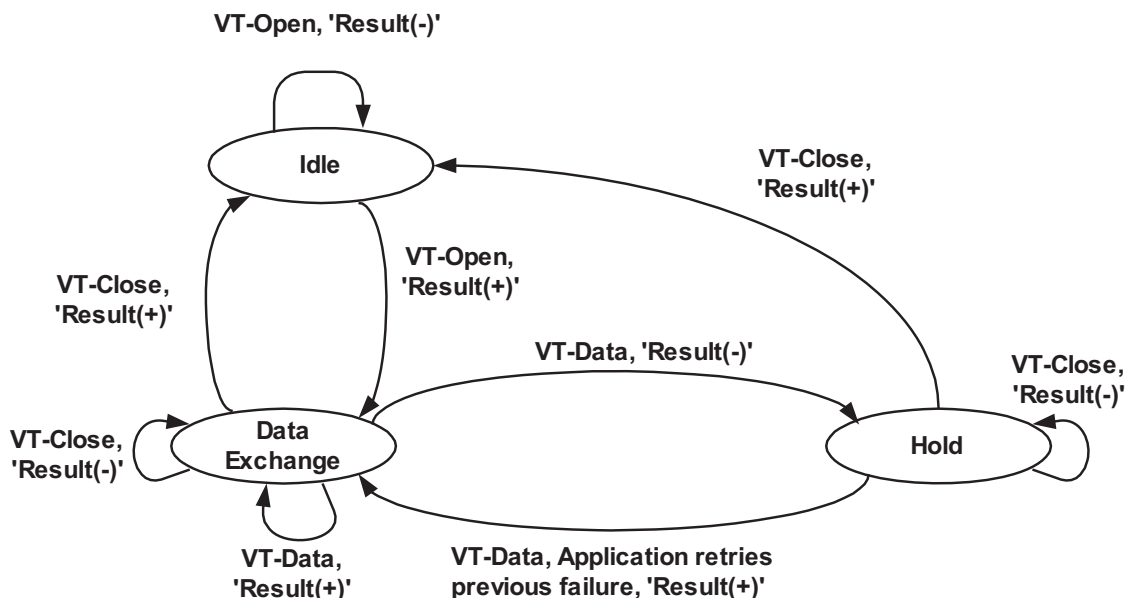 VT-Open, 'Result(-)'
Idle
VT-Close,
'Result(+)'
VT-Open,
'Result(+)'
VT-Close,
'Result(+)'
VT-Data, 'Result(-)'
VT-Close,
'Result(-)'
VT-Close,
'Result(-)'
Data
Exchange
Hold
VT-Data,
'Result(+)'
VT-Data, Application retries
previous failure, 'Result(+)'